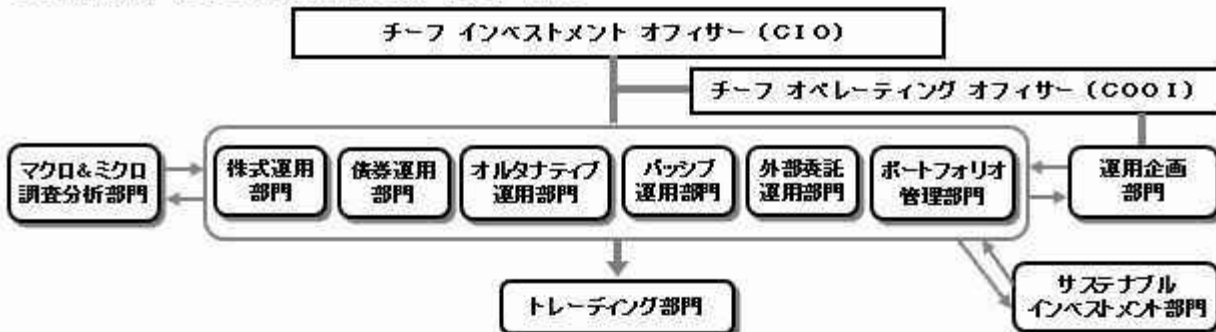 チーフ インベストメント オフィサー（ＣＩＯ）
チーフ オペレーティング オフィサー（ＣＯＯＩ）
マクロ&ミクロ
調査分析部門
株式運用
部門
債券運用
部門
オルタナティブ
運用部門
パッシブ
運用部門
外部委託
運用部門
ポートフォリオ
管理部門
運用企画
部門
トレーディング部門
サステナブル
インベストメント部門